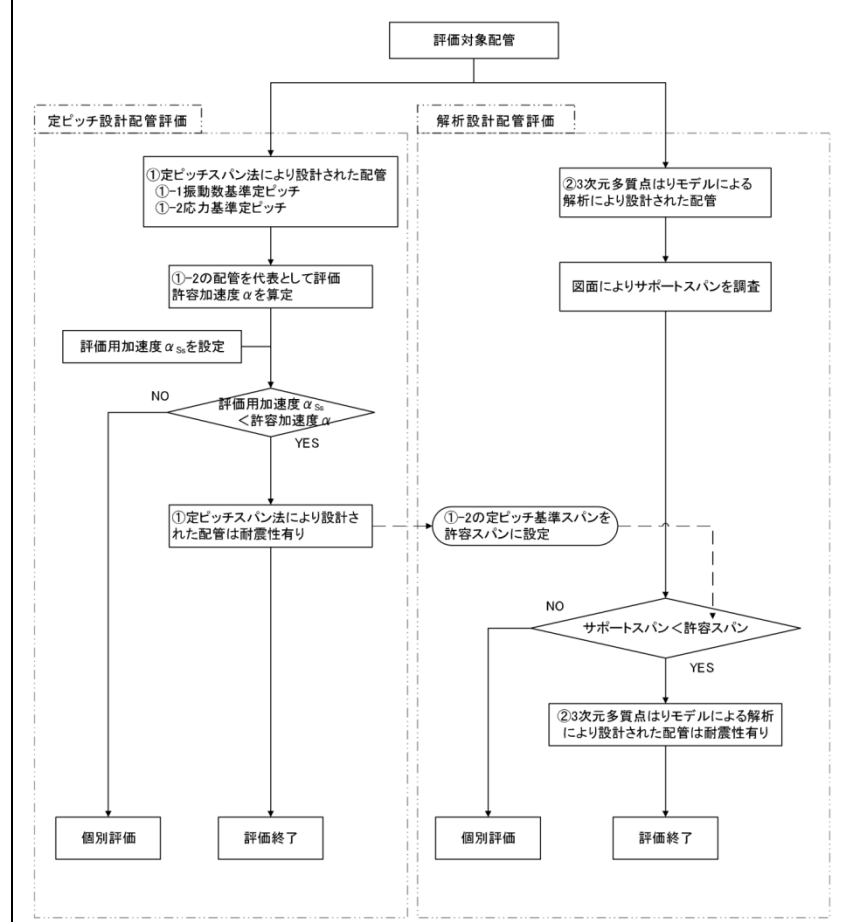 評価対象配管
定ピッチ設計配管評価
①定ピッチスパン法により設計された配管
①-1振動数基準定ピッチ
①-2応力基準定ピッチ
①-2の配管を代表として評価
許容加速度αを算定
評価用加速度αSsを設定
評価用加速度αSs
<許容加速度α
NO
YES
①定ピッチスパン法により設計さ
れた配管は耐震性有り
個別評価
評価終了
解析設計配管評価
②3次元多質点はりモデルによる
解析により設計された配管
図面によりサポートスパンを調査
①-2の定ピッチ基準スパンを
許容スパンに設定
サポートスパン<許容スパン
NO
YES
②3次元多質点はりモデルによる解析
により設計された配管は耐震性有り
個別評価
評価終了